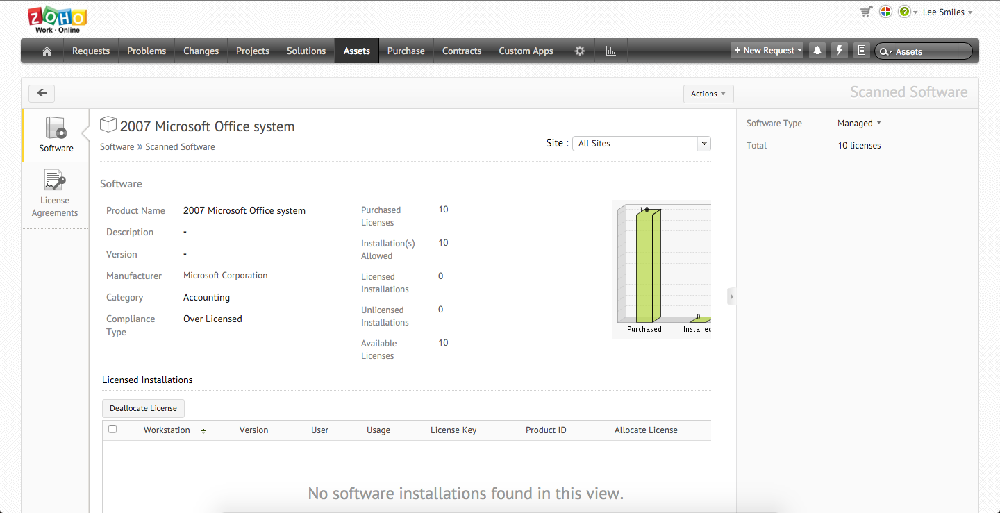 ZOHO
Work · Online
Lee Smiles
Requests Problems Changes Projects Solutions Assets Purchase Contracts Custom Apps + New Request Assets
Actions
Scanned Software
Software
License
Agreements
2007 Microsoft Office system
Software » Scanned Software
Site : All Sites
Software Type Managed
Total 10 licenses
Software
Product Name 2007 Microsoft Office system
Description -
Version -
Manufacturer Microsoft Corporation
Category Accounting
Compliance
Type
Over Licensed
Purchased
Licenses
10
Installation(s)
Allowed
10
Licensed
Installations
0
Unlicensed
Installations
0
Available
Licenses
10
10
0
Purchased Installed
Licensed Installations
Deallocate License
Workstation Version User Usage License Key Product ID Allocate License
No software installations found in this view.